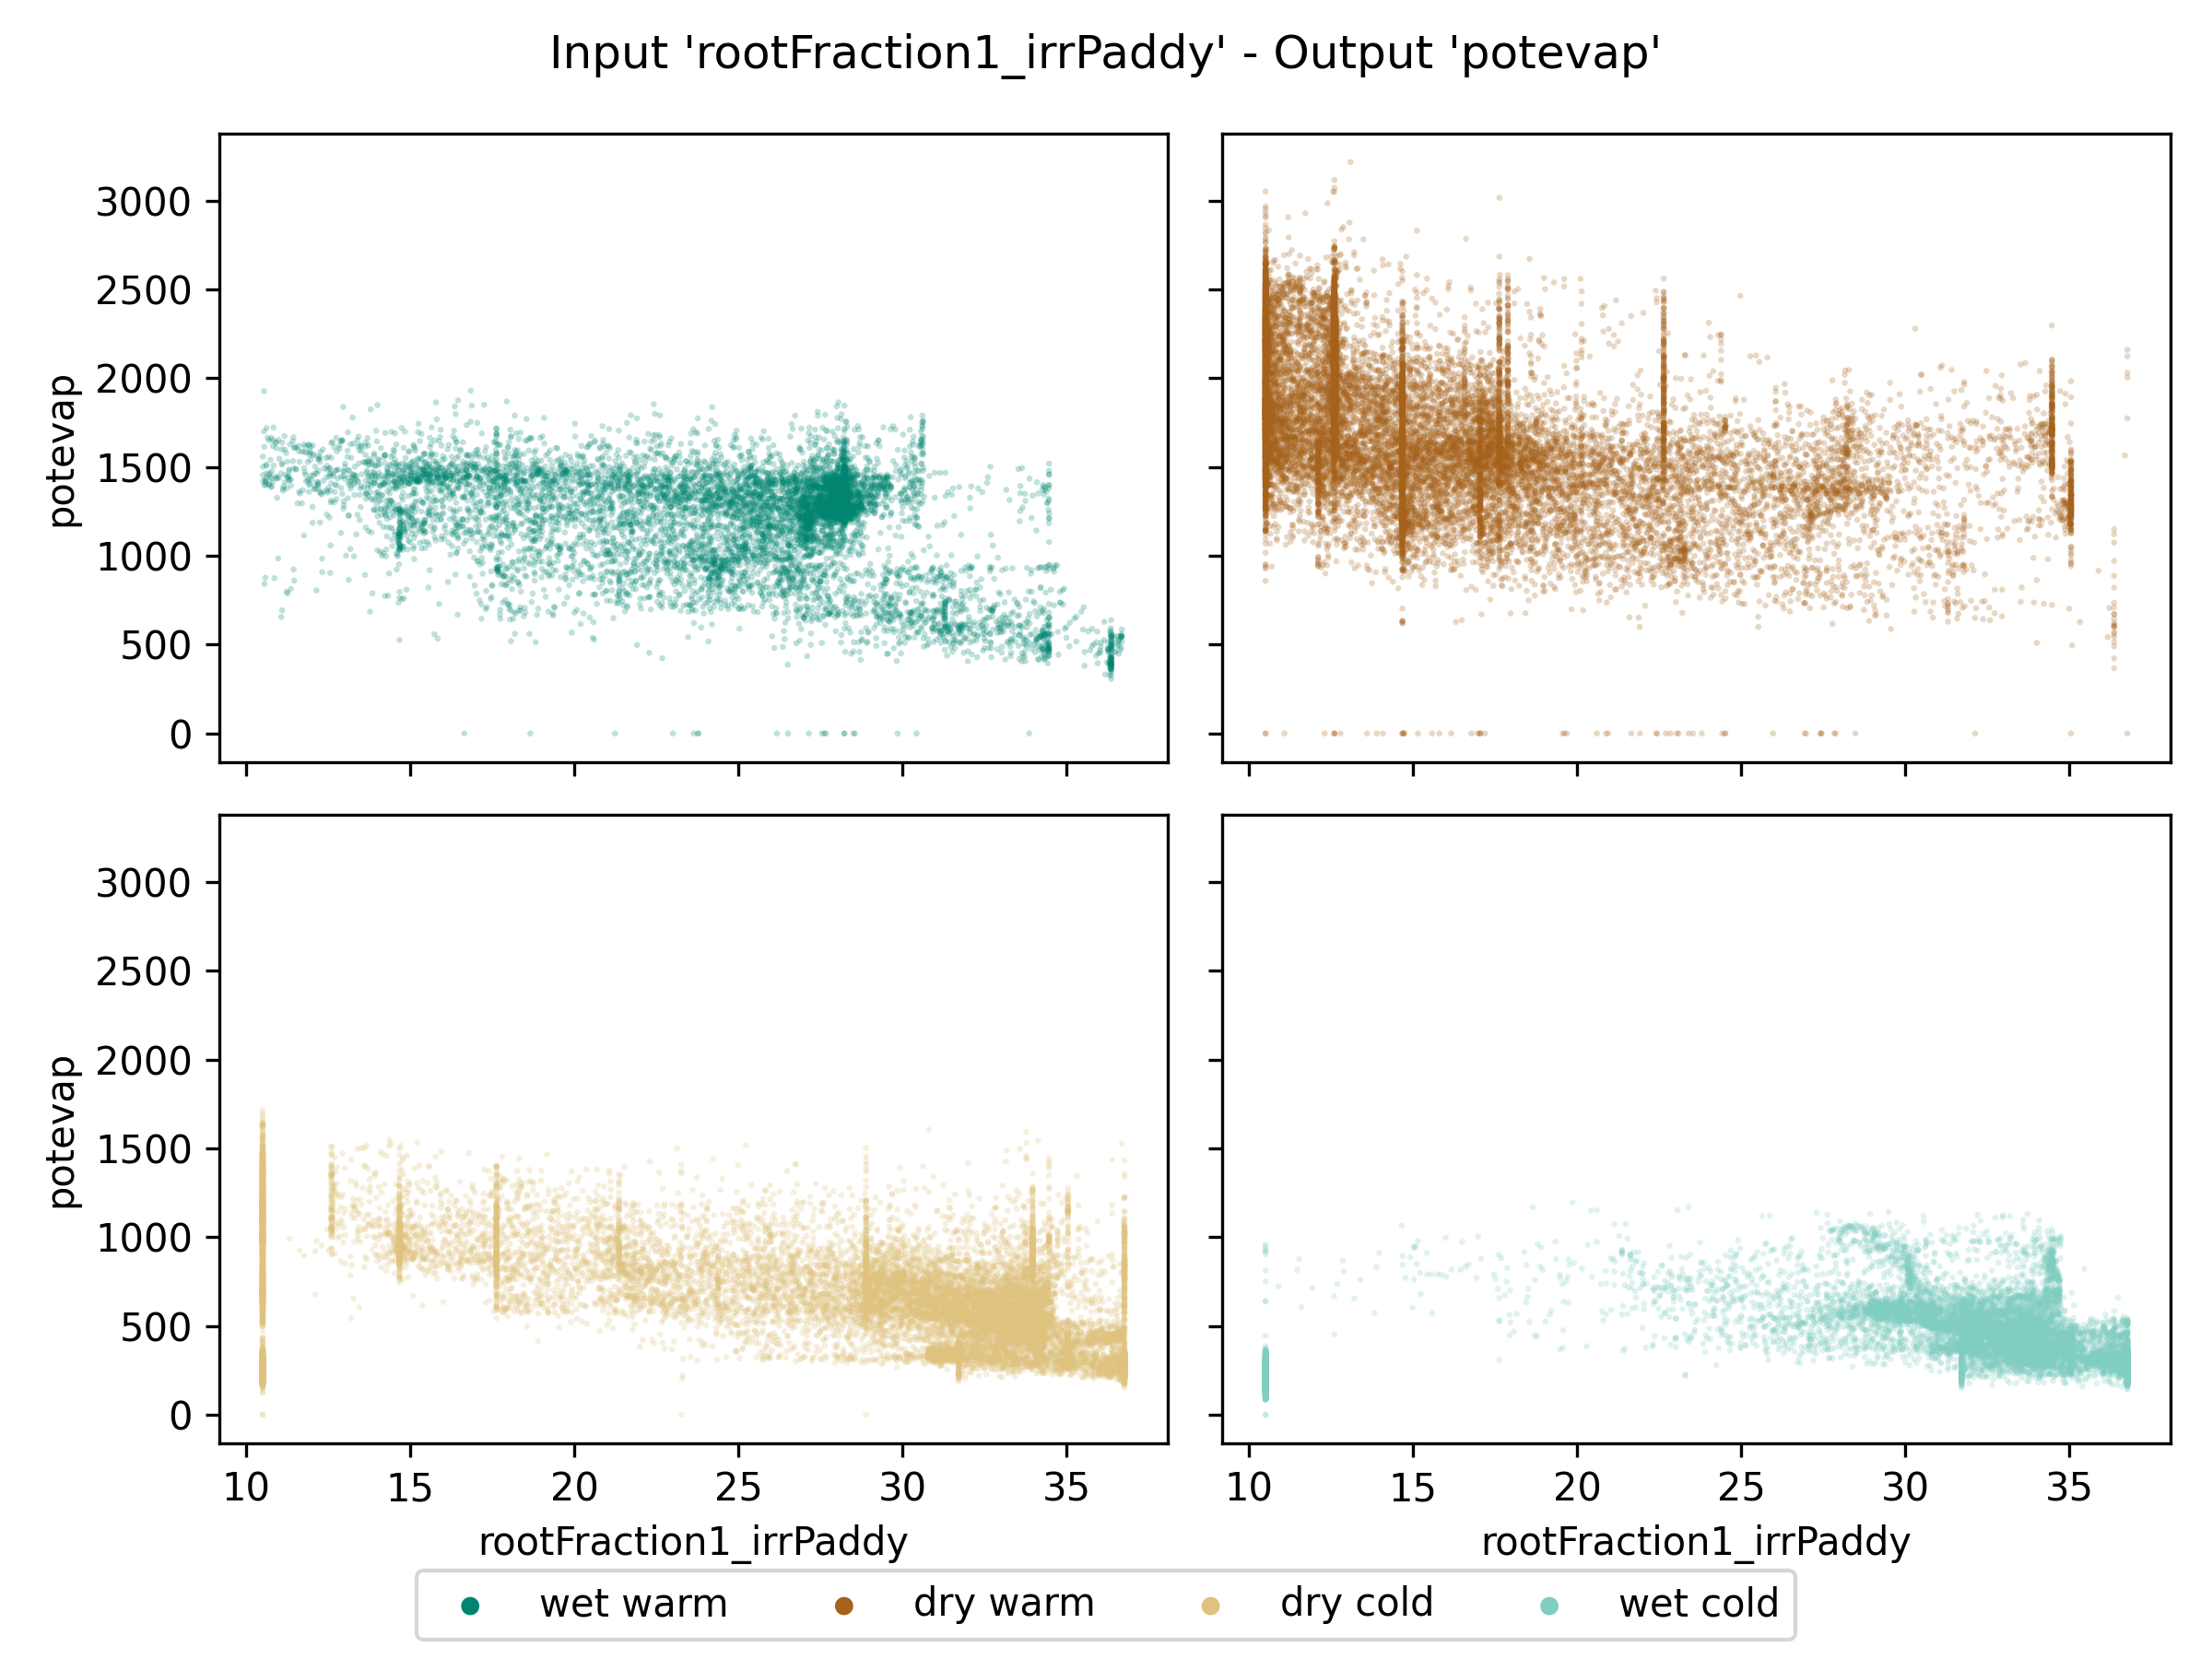 Input 'rootFraction1_irrPaddy' - Output 'potevap'
3000
2500
2000
1500
1000
500
0
potevap
3000
2500
2000
1500
1000
500
0
potevap
10 15 20 25 30 35
10 15 20 25 30 35
rootFraction1_irrPaddy
rootFraction1_irrPaddy
wet warm dry warm dry cold wet cold